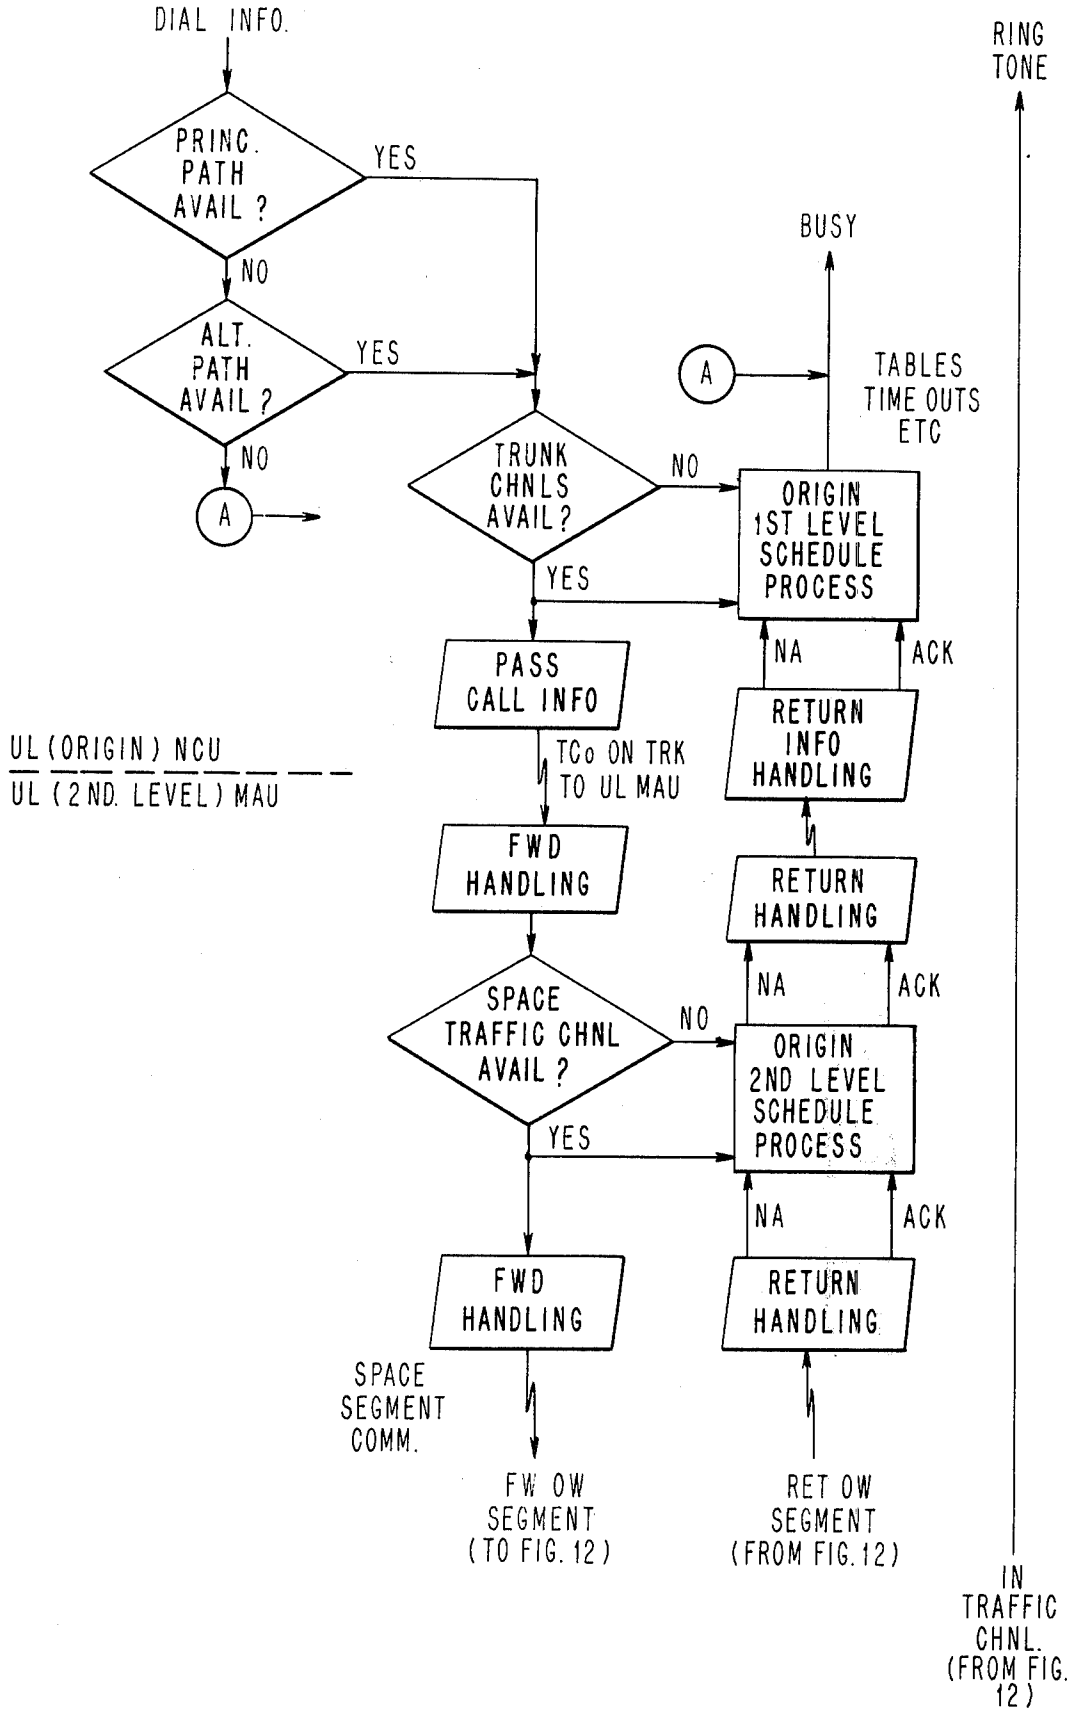 DIAL INFO.
RING
TONE
PRINC.
PATH
AVAIL ?
YES
NO
BUSY
ALT.
PATH
AVAIL ?
YES
NO
A
A
TABLES
TIME OUTS
ETC
TRUNK
CHNLS
AVAIL ?
NO
YES
ORIGIN
1ST LEVEL
SCHEDULE
PROCESS
NA
ACK
PASS
CALL INFO
RETURN
INFO
HANDLING
UL (ORIGIN) NCU
UL (2ND. LEVEL) MAU
TCo ON TRK
TO UL MAU
FWD
HANDLING
RETURN
HANDLING
NA
ACK
SPACE
TRAFFIC CHNL
AVAIL ?
NO
YES
ORIGIN
2ND LEVEL
SCHEDULE
PROCESS
NA
ACK
FWD
HANDLING
RETURN
HANDLING
SPACE
SEGMENT
COMM.
FW OW
SEGMENT
(TO FIG. 12)
RET OW
SEGMENT
(FROM FIG. 12)
IN
TRAFFIC
CHNL.
(FROM FIG.
12)